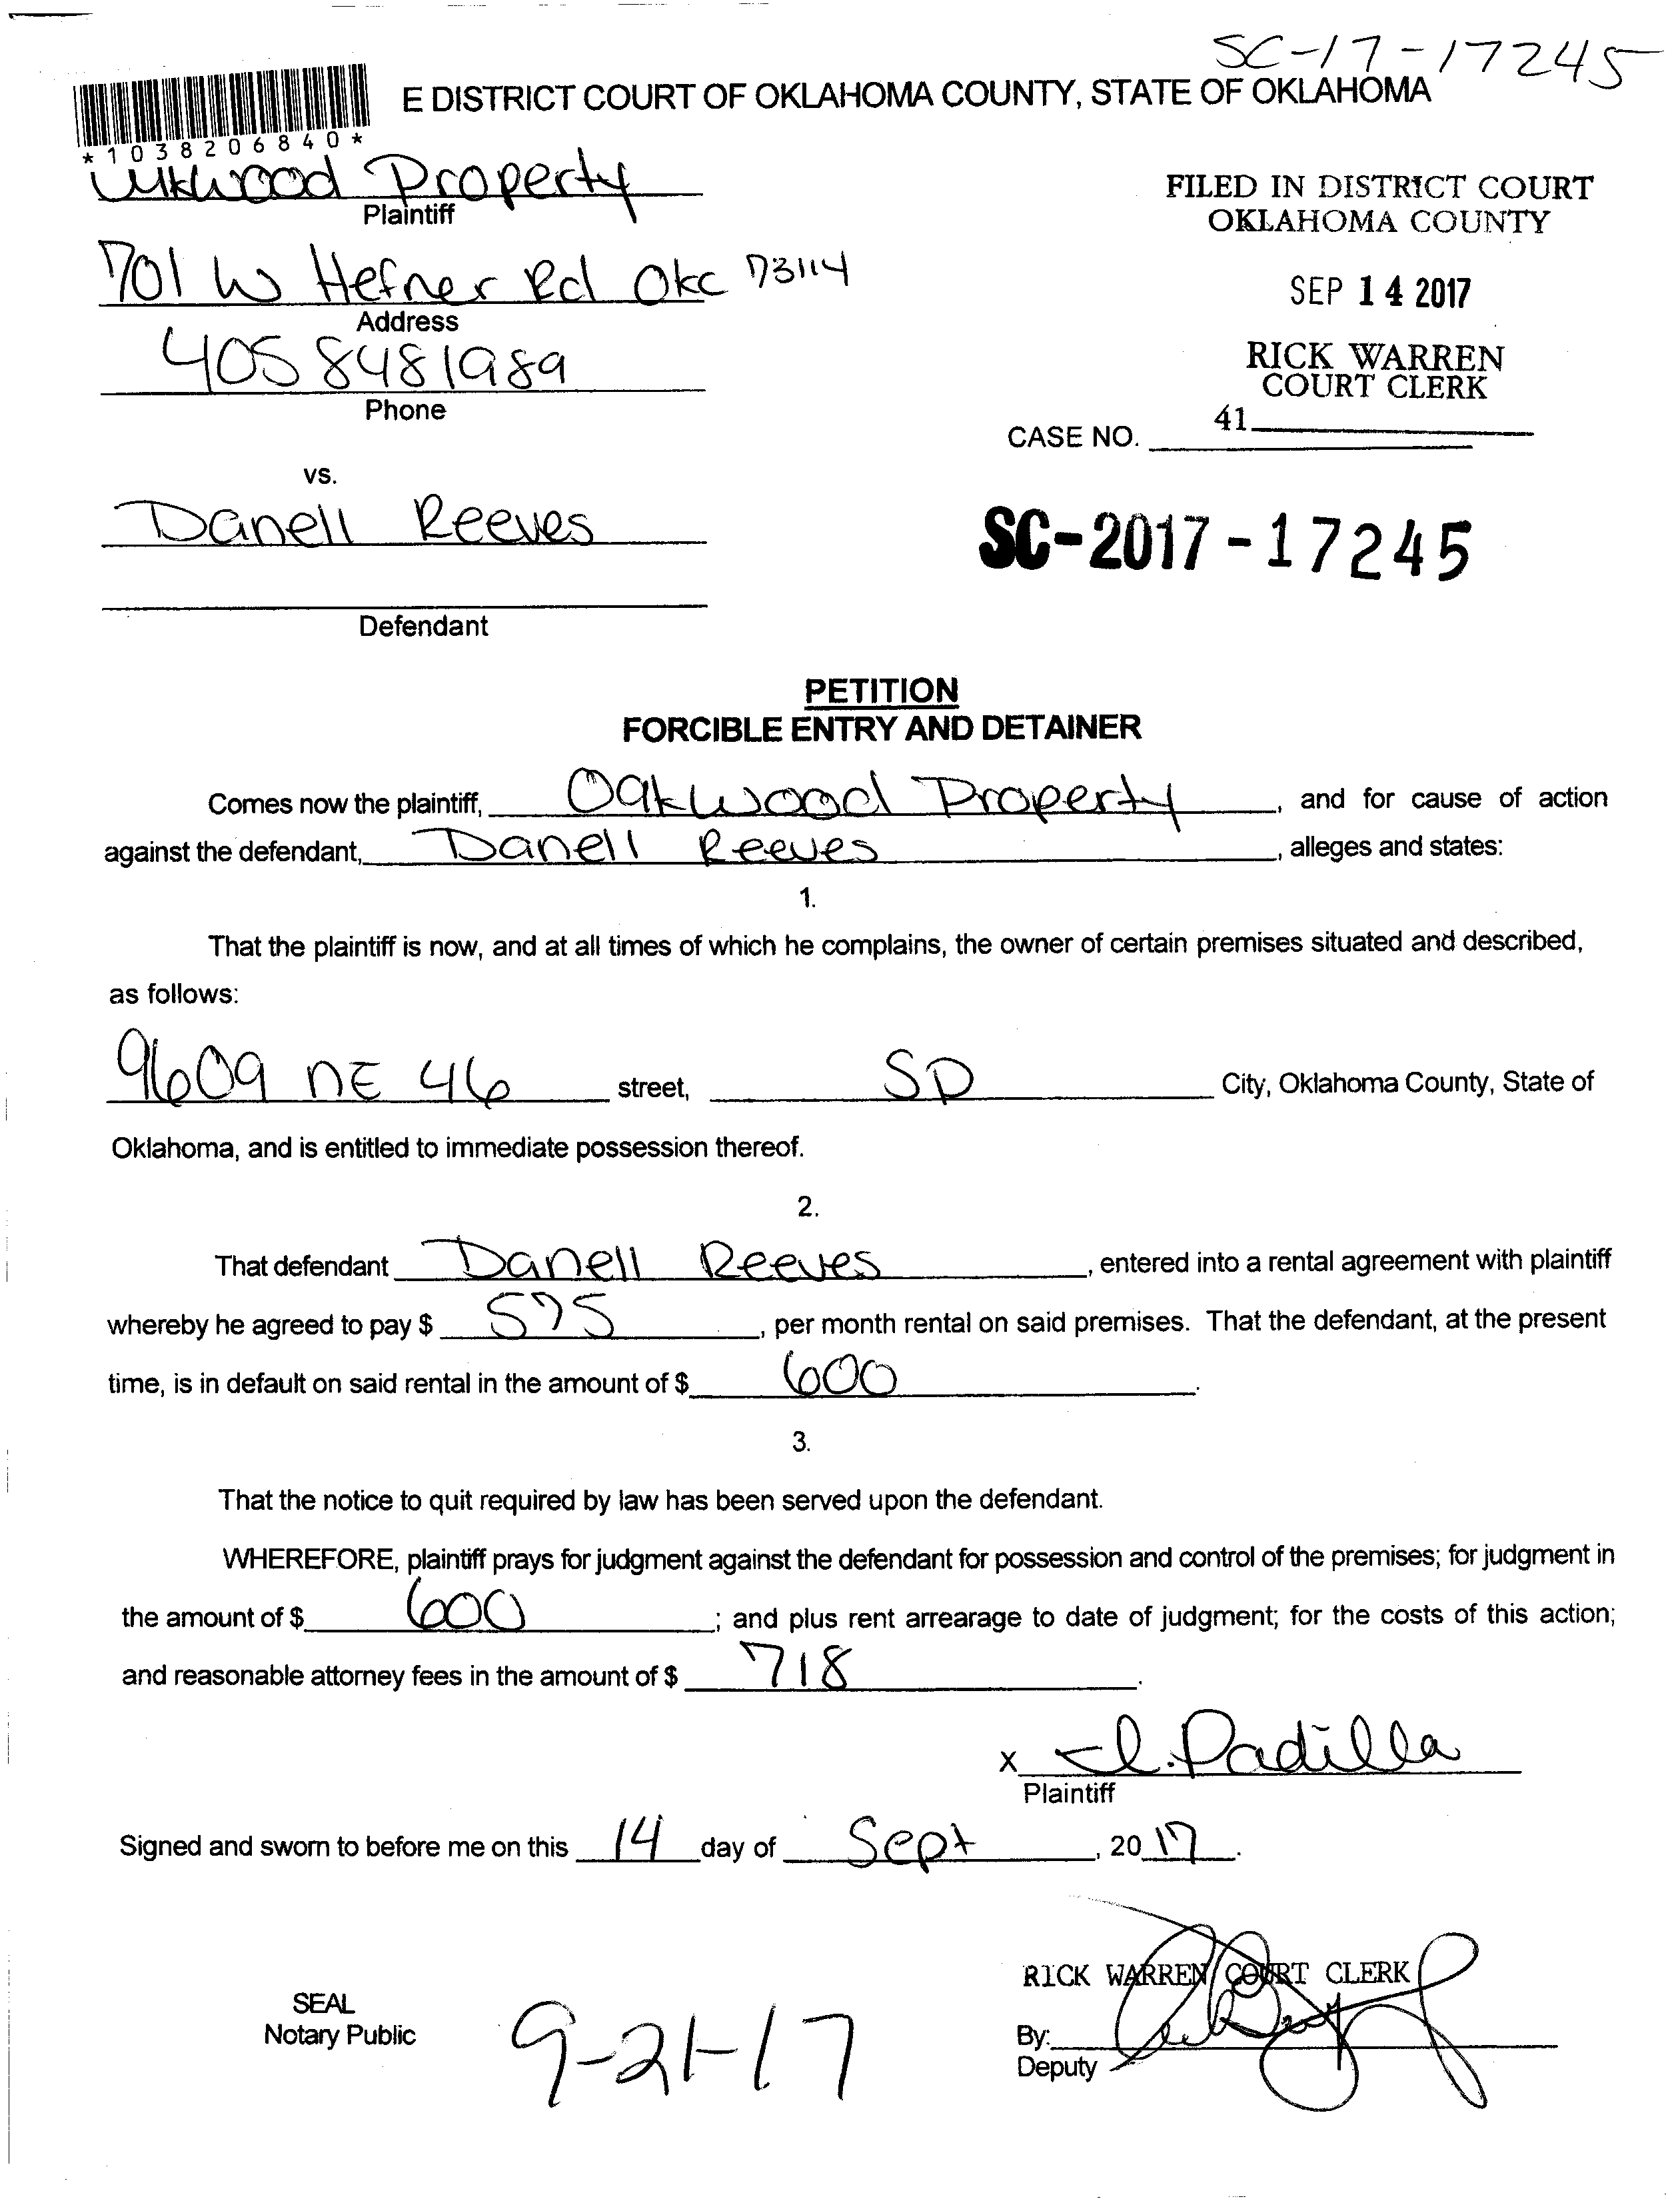 SC-17-17245
E DISTRICT COURT OF OKLAHOMA COUNTY, STATE OF OKLAHOMA
*1038206840*
Oakwood Property
Plaintiff
FILED IN DISTRICT COURT
OKLAHOMA COUNTY
701 W Hefner Rd Okc 73114
Address
SEP 14 2017
4058481989
Phone
RICK WARREN
COURT CLERK
41
CASE NO.
vs.
Danell Reeves
SC-2017-17245
Defendant
PETITION
FORCIBLE ENTRY AND DETAINER
Comes now the plaintiff, Oakwood Property, and for cause of action
against the defendant, Danell Reeves, alleges and states:
1.
That the plaintiff is now, and at all times of which he complains, the owner of certain premises situated and described,
as follows:
9609 NE 46 street, SD City, Oklahoma County, State of
Oklahoma, and is entitled to immediate possession thereof.
2.
That defendant Danell Reeves, entered into a rental agreement with plaintiff
whereby he agreed to pay $ 575, per month rental on said premises. That the defendant, at the present
time, is in default on said rental in the amount of $ 600.
3.
That the notice to quit required by law has been served upon the defendant.
WHEREFORE, plaintiff prays for judgment against the defendant for possession and control of the premises; for judgment in
the amount of $ 600; and plus rent arrearage to date of judgment; for the costs of this action;
and reasonable attorney fees in the amount of $ 718.
X J. Padilla
Plaintiff
Signed and sworn to before me on this 14 day of Sept, 2017.
RICK WARREN COURT CLERK
SEAL
Notary Public
9-21-17
By:
Deputy